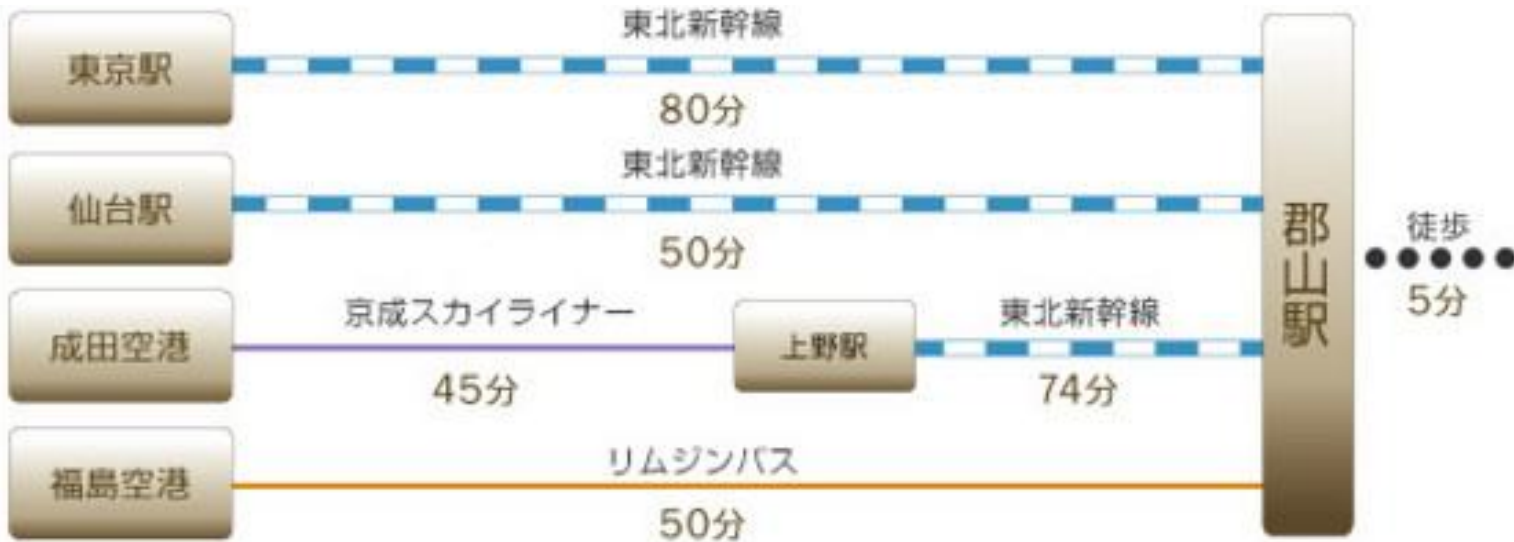 東京駅
東北新幹線
80分
仙台駅
東北新幹線
50分
成田空港
京成スカイライナー
45分
上野駅
東北新幹線
74分
福島空港
リムジンバス
50分
郡山駅
徒歩
5分